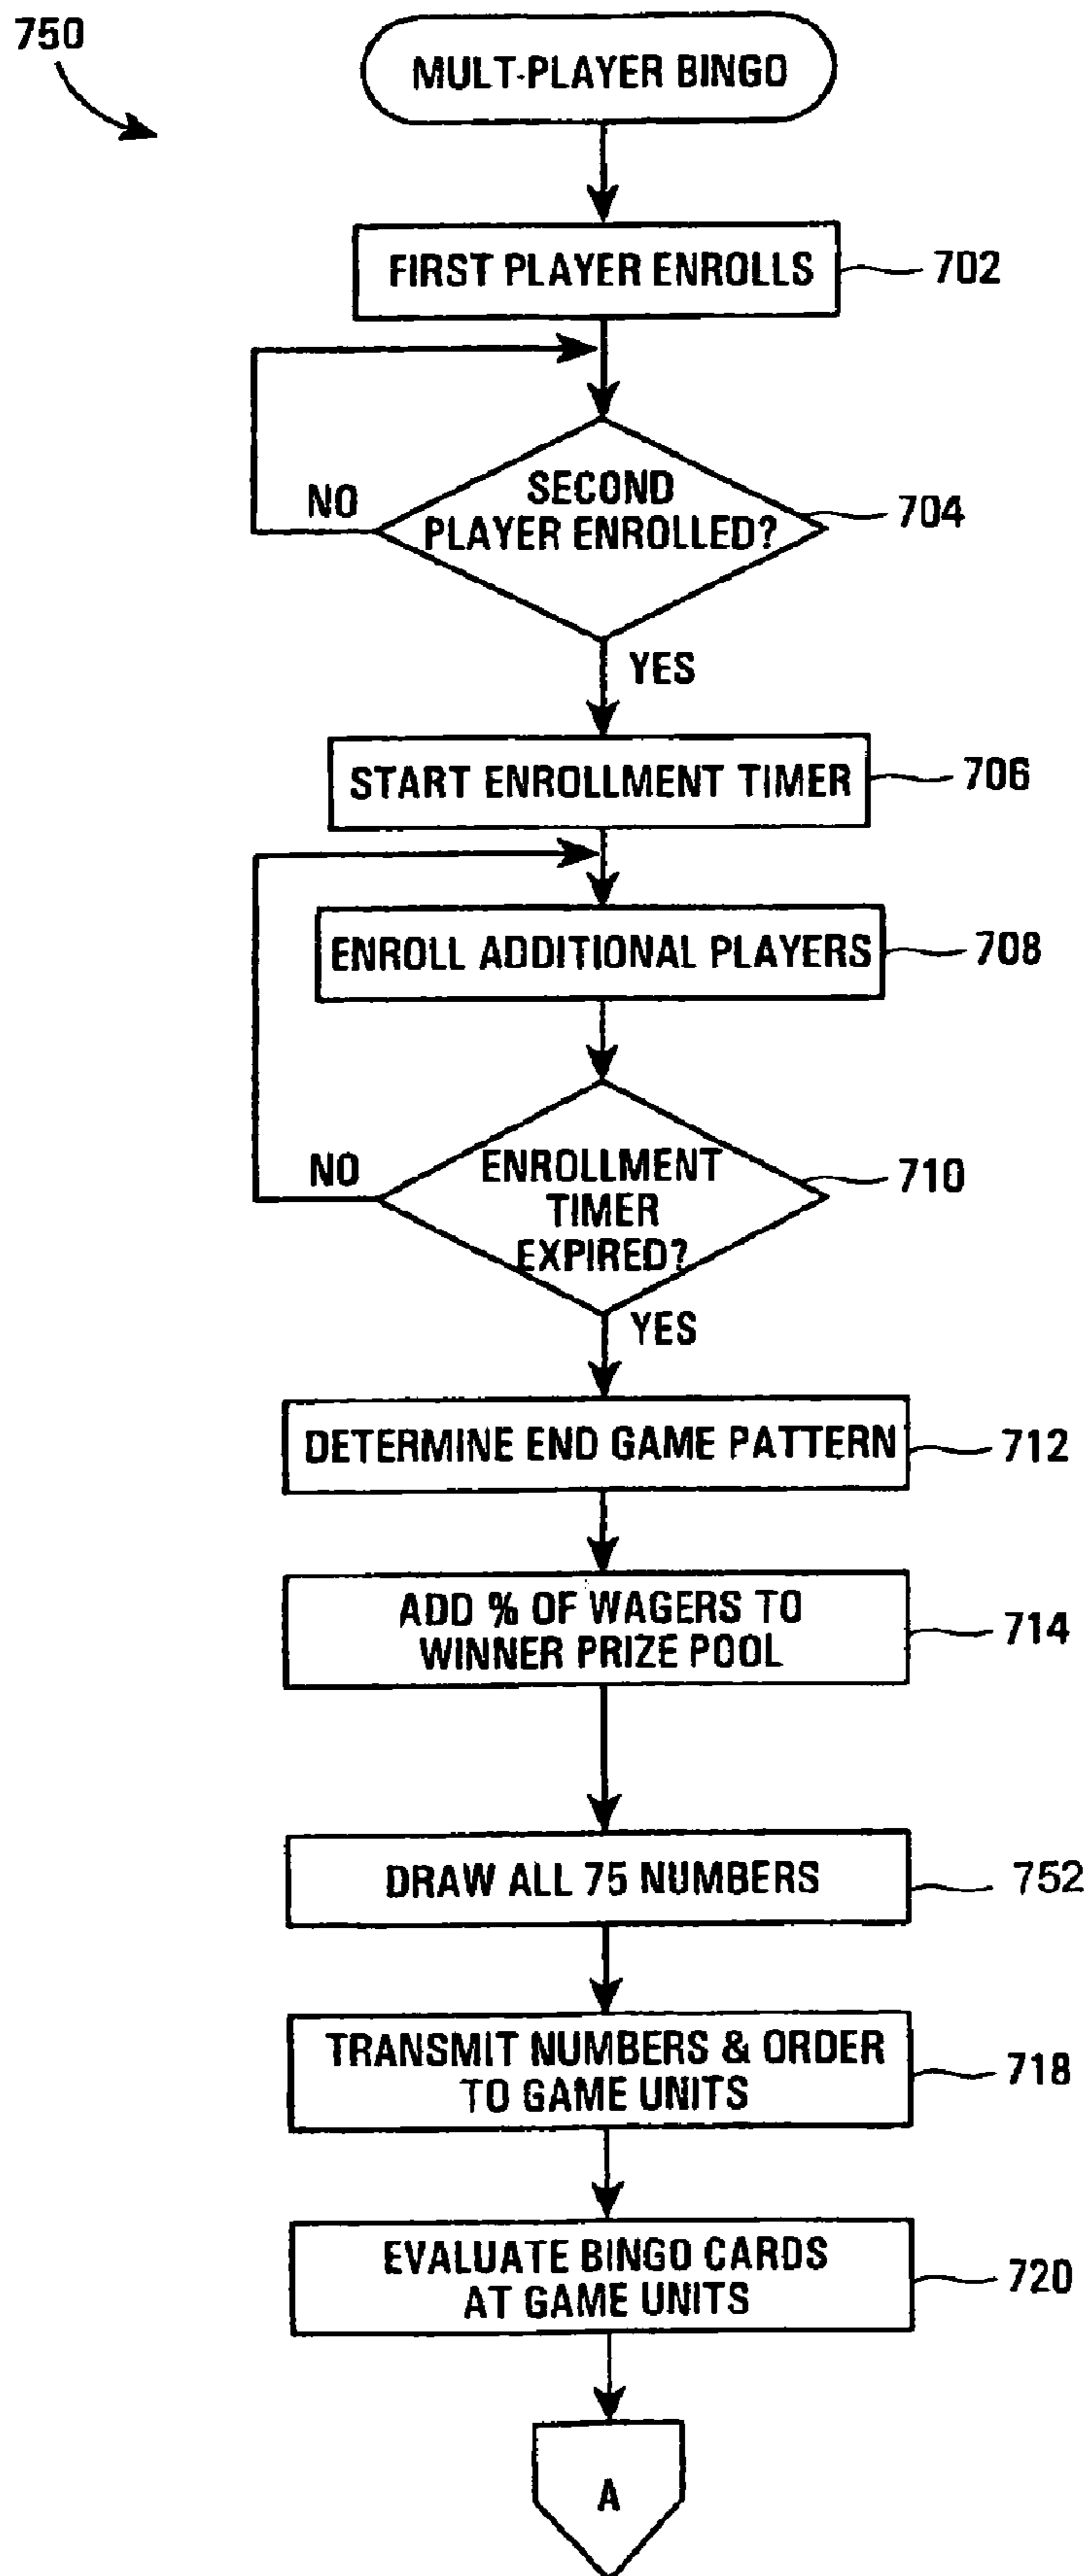 750
MULT-PLAYER BINGO
FIRST PLAYER ENROLLS
702
SECOND
PLAYER ENROLLED?
704
NO
YES
START ENROLLMENT TIMER
706
ENROLL ADDITIONAL PLAYERS
708
ENROLLMENT
TIMER
EXPIRED?
710
NO
YES
DETERMINE END GAME PATTERN
712
ADD % OF WAGERS TO
WINNER PRIZE POOL
714
DRAW ALL 75 NUMBERS
752
TRANSMIT NUMBERS & ORDER
TO GAME UNITS
718
EVALUATE BINGO CARDS
AT GAME UNITS
720
A